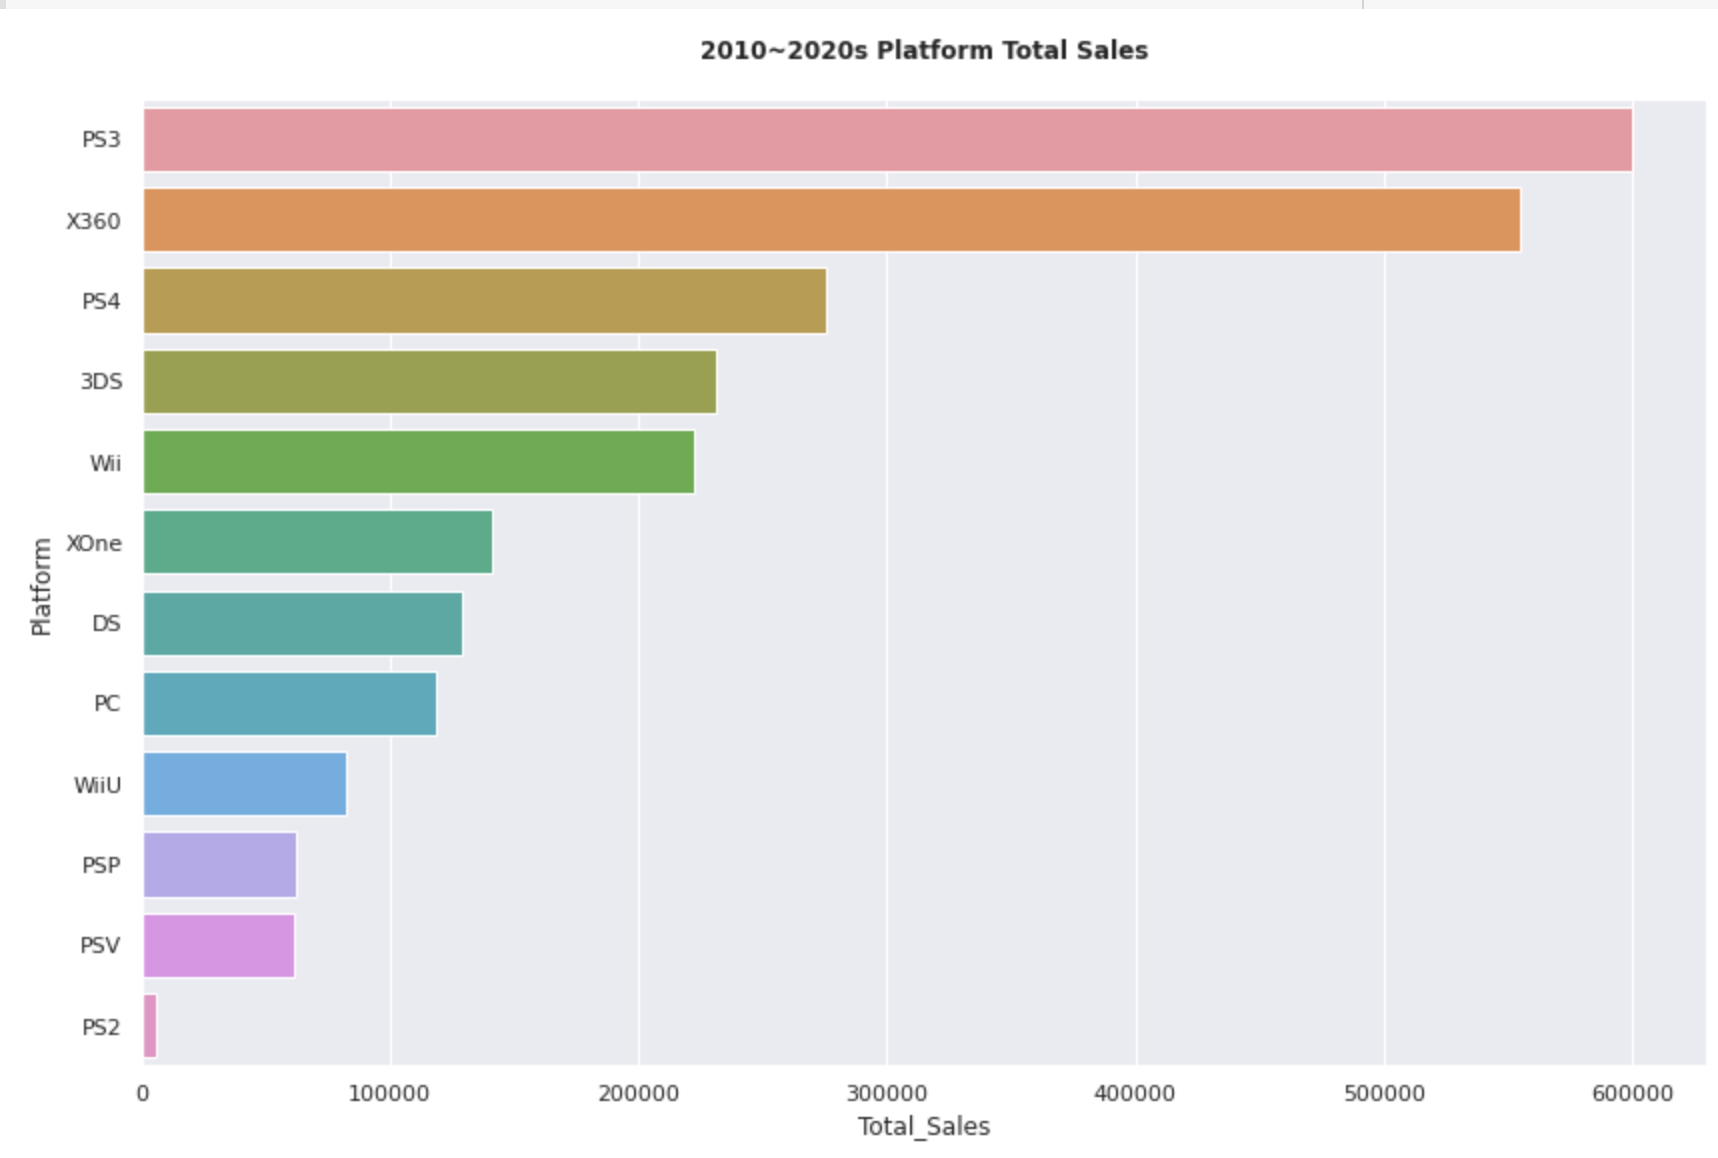 2010~2020s Platform Total Sales
PS3
X360
PS4
3DS
Wii
XOne
DS
PC
WiiU
PSP
PSV
PS2
Platform
0 100000 200000 300000 400000 500000 600000
Total_Sales